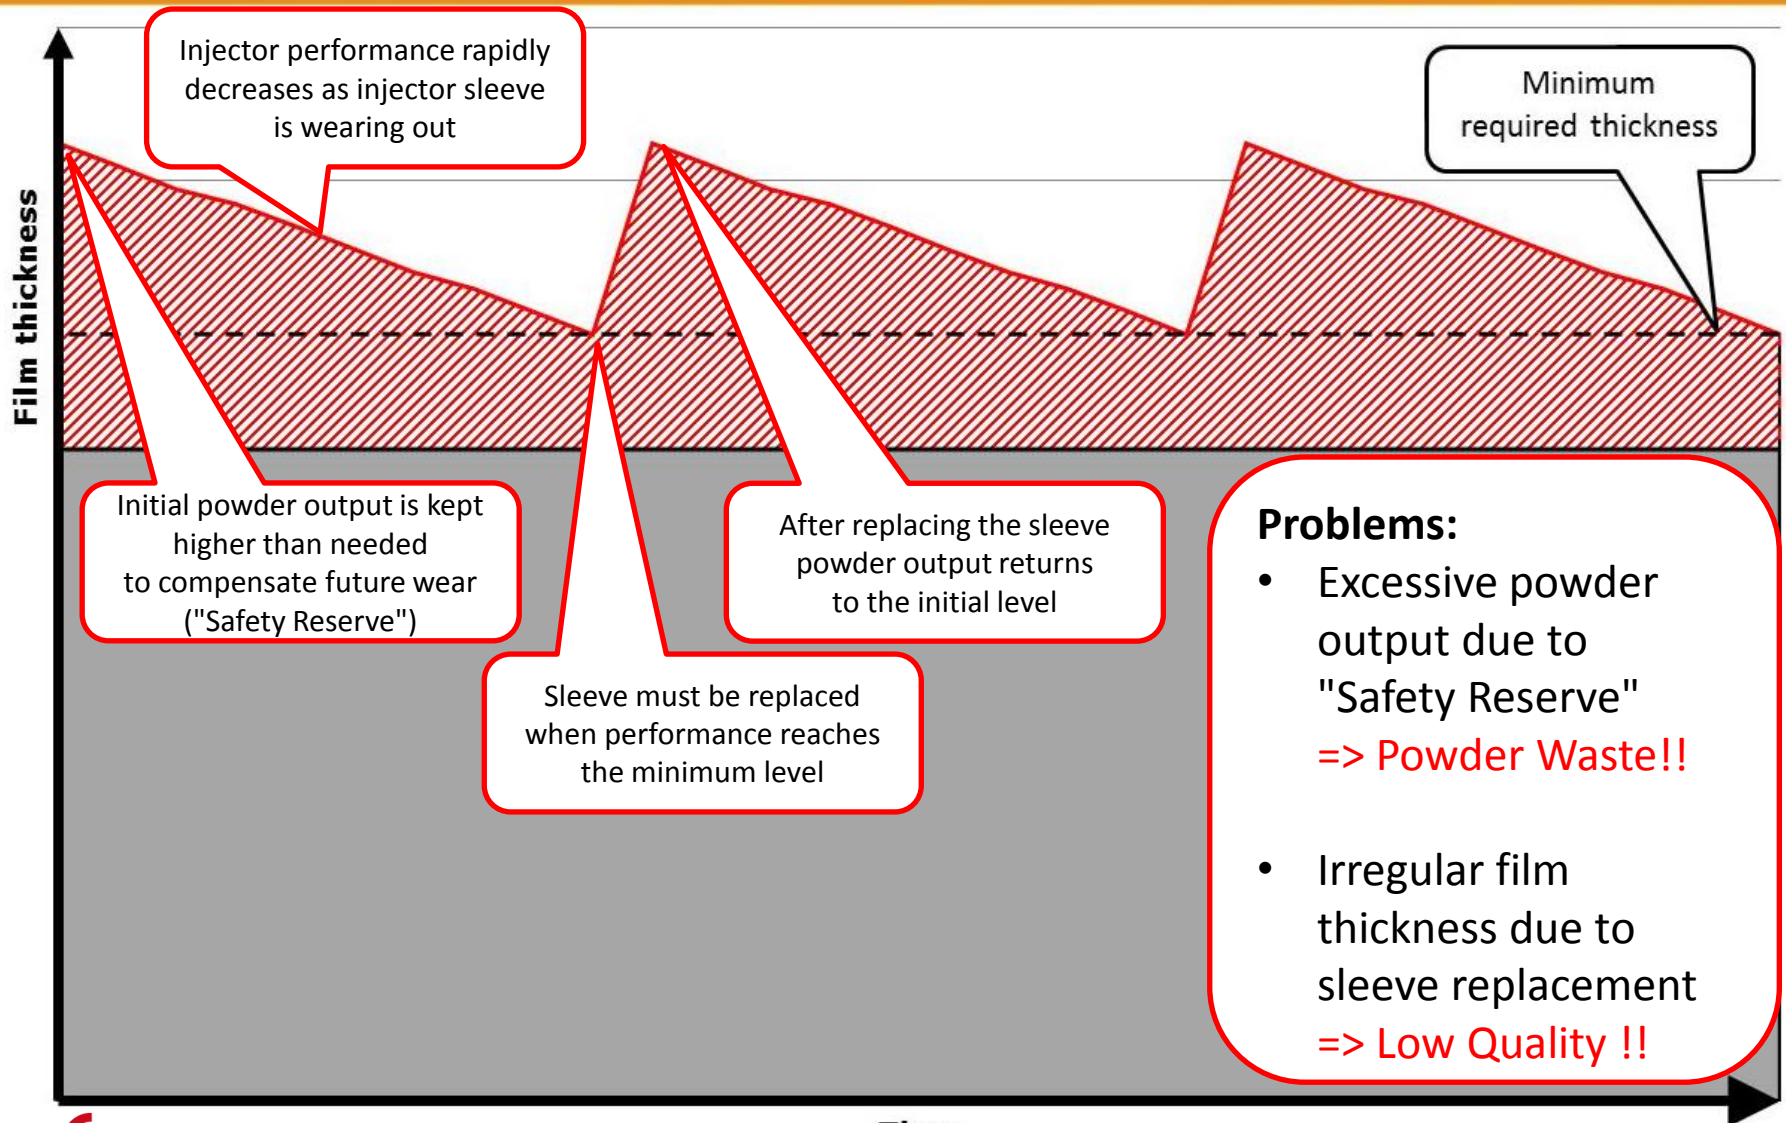 Injector performance rapidly
decreases as injector sleeve
is wearing out
Minimum
required thickness
Film thickness
Initial powder output is kept
higher than needed
to compensate future wear
("Safety Reserve")
After replacing the sleeve
powder output returns
to the initial level
Sleeve must be replaced
when performance reaches
the minimum level
Problems:
• Excessive powder
output due to
"Safety Reserve"
=> Powder Waste!!
• Irregular film
thickness due to
sleeve replacement
=> Low Quality !!